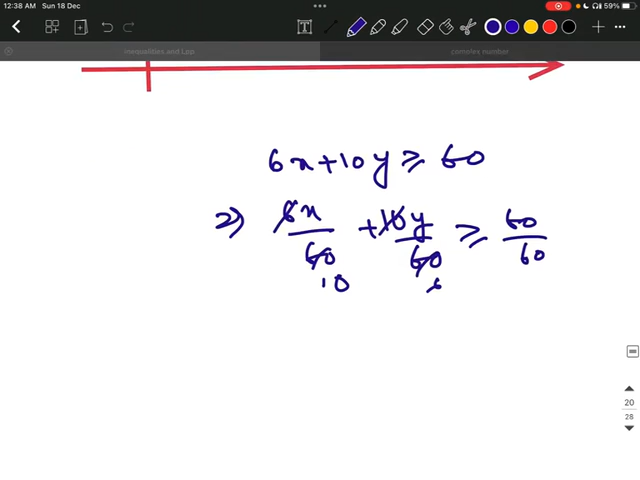 12:38 AM Sun 18 Dec
59%
inequalities and Lpp
complex number
6x+10y≥60
⇒ 6x/60 + 10y/60 ≥ 60/60
10 6
20
28